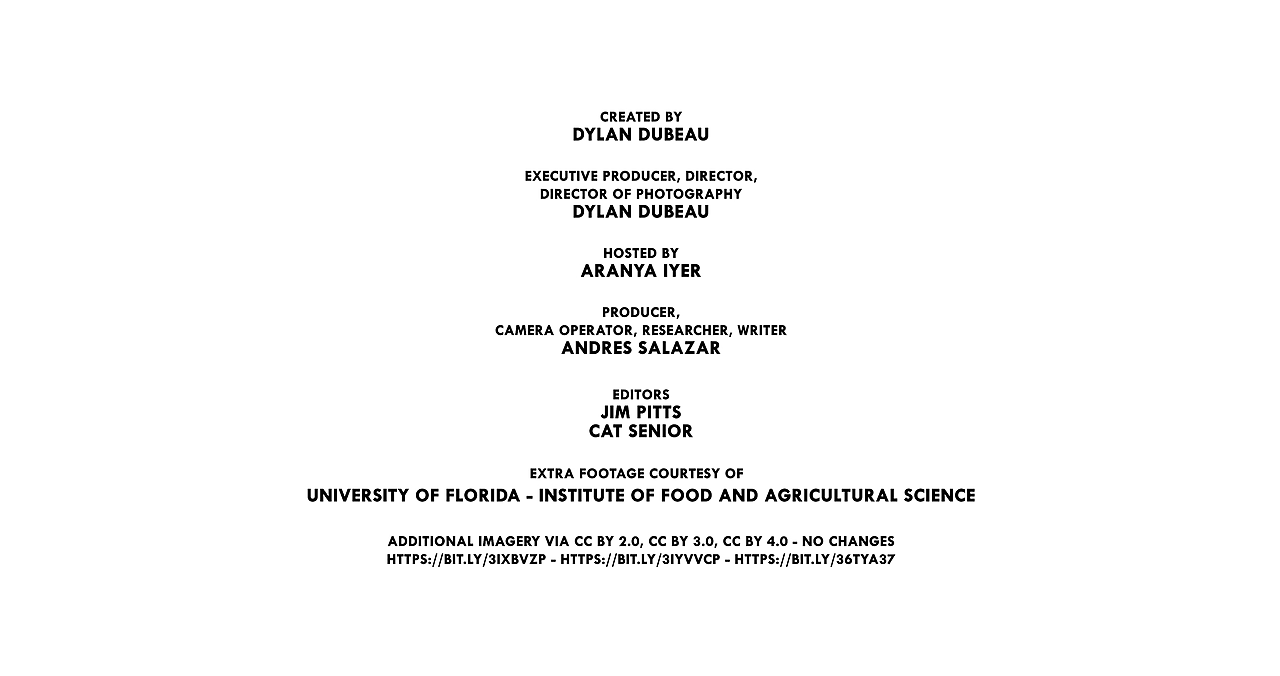 CREATED BY
DYLAN DUBEAU
EXECUTIVE PRODUCER, DIRECTOR,
DIRECTOR OF PHOTOGRAPHY
DYLAN DUBEAU
HOSTED BY
ARANYA IYER
PRODUCER,
CAMERA OPERATOR, RESEARCHER, WRITER
ANDRES SALAZAR
EDITORS
JIM PITTS
CAT SENIOR
EXTRA FOOTAGE COURTESY OF
UNIVERSITY OF FLORIDA - INSTITUTE OF FOOD AND AGRICULTURAL SCIENCE
ADDITIONAL IMAGERY VIA CC BY 2.0, CC BY 3.0, CC BY 4.0 - NO CHANGES
HTTPS://BIT.LY/3IXBVZP - HTTPS://BIT.LY/3IYVVCP - HTTPS://BIT.LY/36TYA37